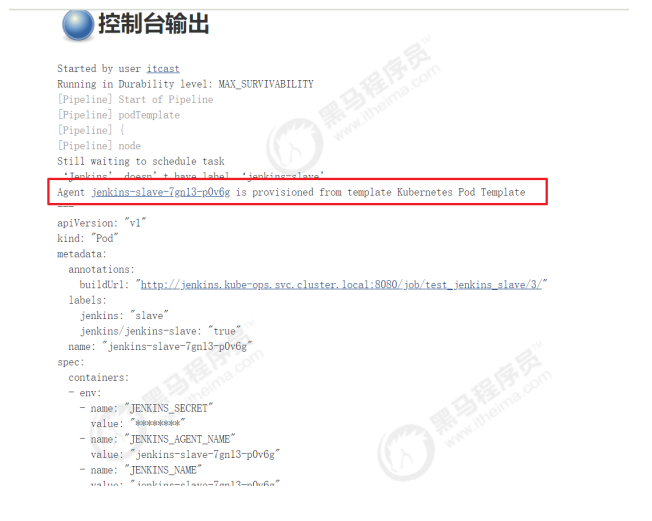 控制台输出
Started by user itcast
Running in Durability level: MAX_SURVIVABILITY
[Pipeline] Start of Pipeline
[Pipeline] podTemplate
[Pipeline] {
[Pipeline] node
Still waiting to schedule task
‘Jenkins’ doesn’t have label ‘jenkins-slave’
Agent jenkins-slave-7gnl3-p0v6g is provisioned from template Kubernetes Pod Template
---
apiVersion: "v1"
kind: "Pod"
metadata:
  annotations:
    buildUrl: "http://jenkins.kube-ops.svc.cluster.local:8080/job/test_jenkins_slave/3/"
  labels:
    jenkins: "slave"
    jenkins/jenkins-slave: "true"
  name: "jenkins-slave-7gnl3-p0v6g"
spec:
  containers:
  - env:
    - name: "JENKINS_SECRET"
      value: "********"
    - name: "JENKINS_AGENT_NAME"
      value: "jenkins-slave-7gnl3-p0v6g"
    - name: "JENKINS_NAME"
      value: "jenkins-slave-7gnl3-p0v6g"
黑马程序员
www.itheima.com
黑马程序员
www.itheima.com
黑马程序员
www.itheima.com